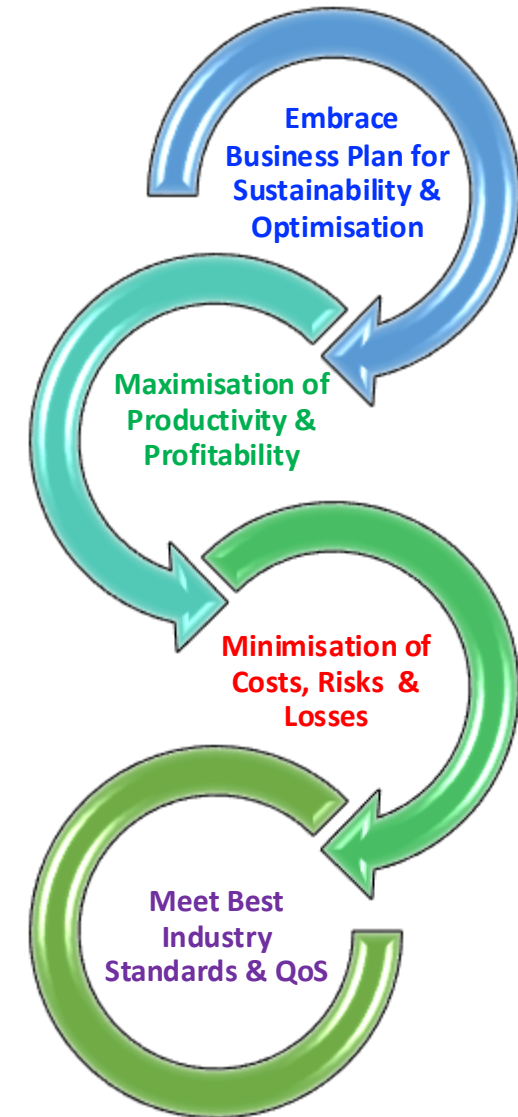 Embrace
Business Plan for
Sustainability &
Optimisation
Maximisation of
Productivity &
Profitability
Minimisation of
Costs, Risks &
Losses
Meet Best
Industry
Standards & QoS